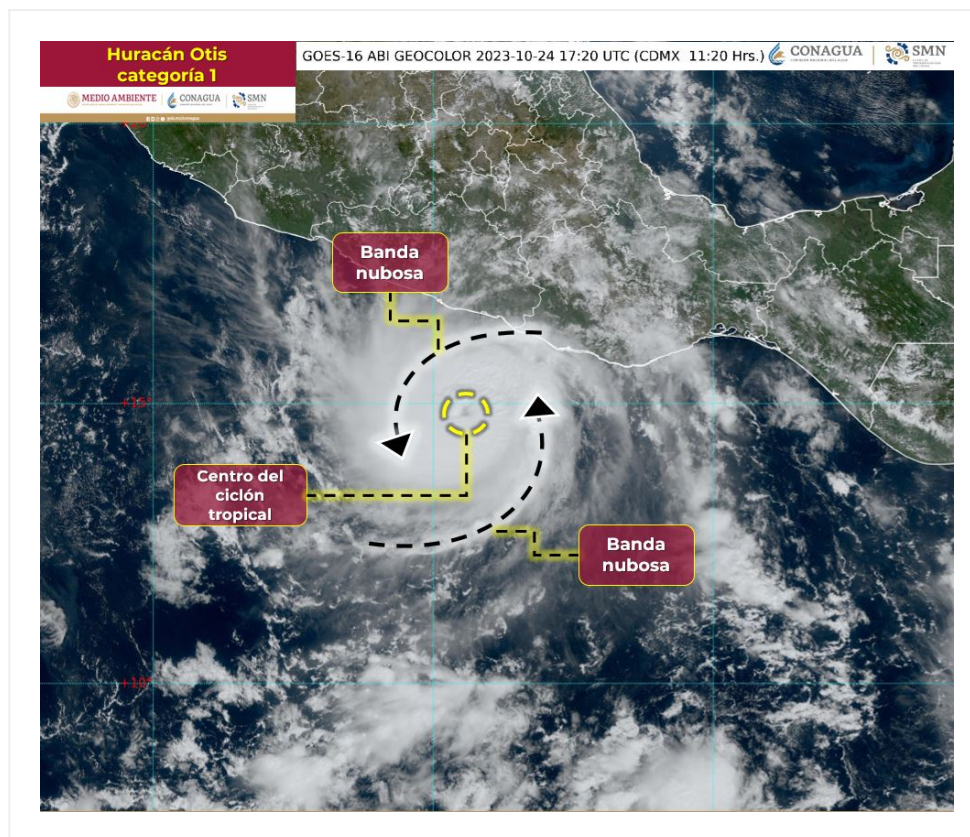 Huracán Otis
categoría 1
GOES-16 ABI GEOCOLOR 2023-10-24 17:20 UTC (CDMX 11:20 Hrs.)
CONAGUA
SMN
MEDIO AMBIENTE
CONAGUA
SMN
Banda
nubosa
+15°
Centro del
ciclón
tropical
Banda
nubosa
+10°